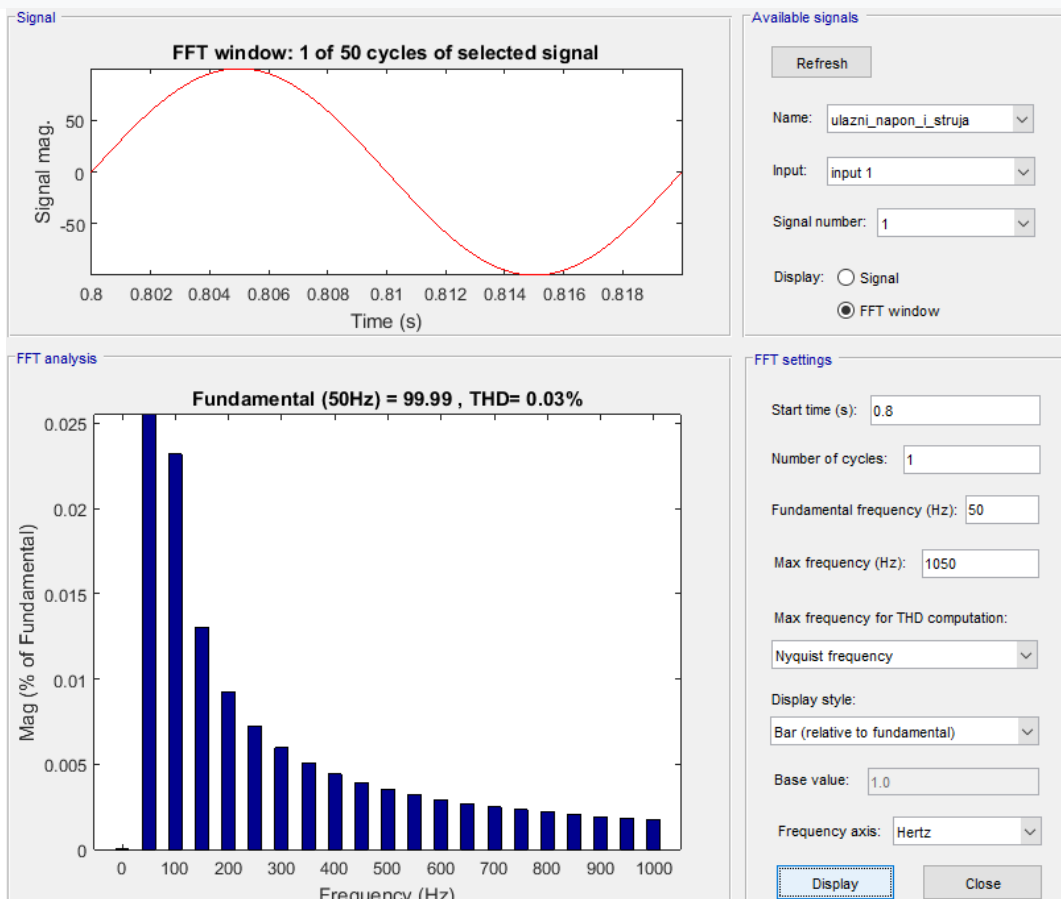 Signal
FFT window: 1 of 50 cycles of selected signal
Signal mag.
50
0
-50
0.8 0.802 0.804 0.806 0.808 0.81 0.812 0.814 0.816 0.818
Time (s)
Available signals
Refresh
Name: ulazni_napon_i_struja
Input: input 1
Signal number: 1
Display: Signal
FFT window
FFT analysis
Fundamental (50Hz) = 99.99 , THD= 0.03%
Mag (% of Fundamental)
0.025
0.02
0.015
0.01
0.005
0
0 100 200 300 400 500 600 700 800 900 1000
Frequency (Hz)
FFT settings
Start time (s): 0.8
Number of cycles: 1
Fundamental frequency (Hz): 50
Max frequency (Hz): 1050
Max frequency for THD computation:
Nyquist frequency
Display style:
Bar (relative to fundamental)
Base value: 1.0
Frequency axis: Hertz
Display Close